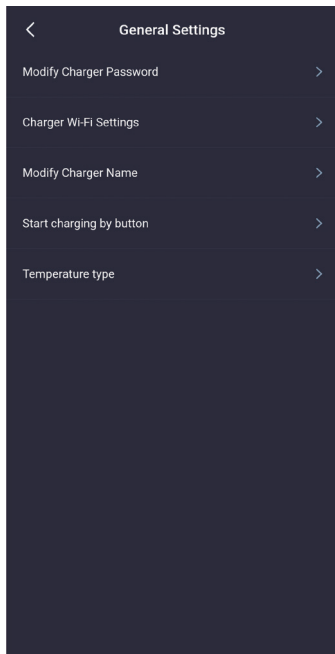 General Settings
Modify Charger Password
Charger Wi-Fi Settings
Modify Charger Name
Start charging by button
Temperature type